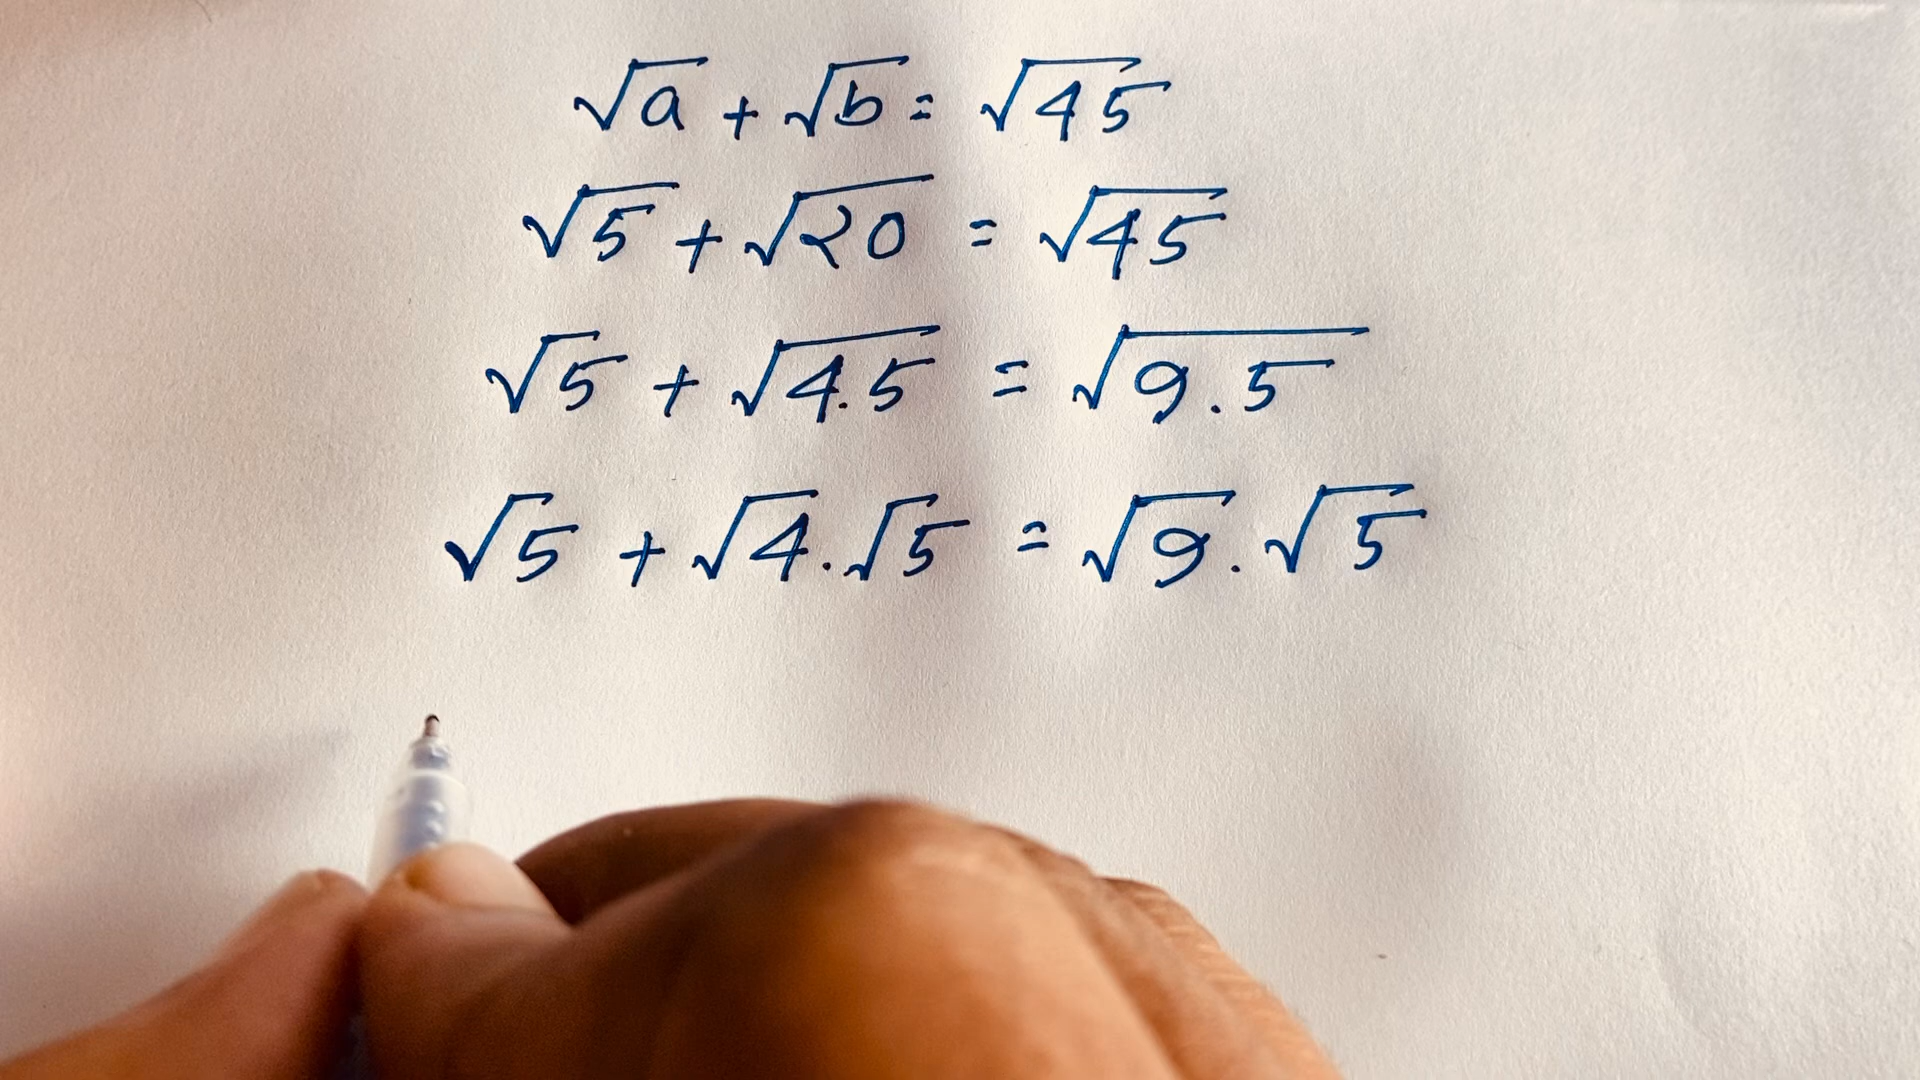 √a + √b = √45
√5 + √20 = √45
√5 + √4.5 = √9.5
√5 + √4.√5 = √9.√5